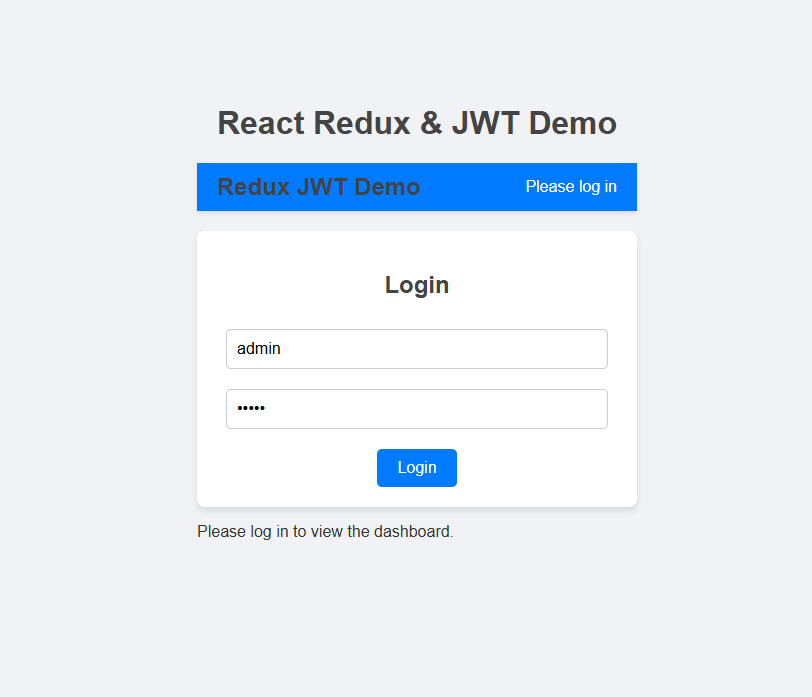 React Redux & JWT Demo
Redux JWT Demo Please log in
Login
admin
•••••
Login
Please log in to view the dashboard.